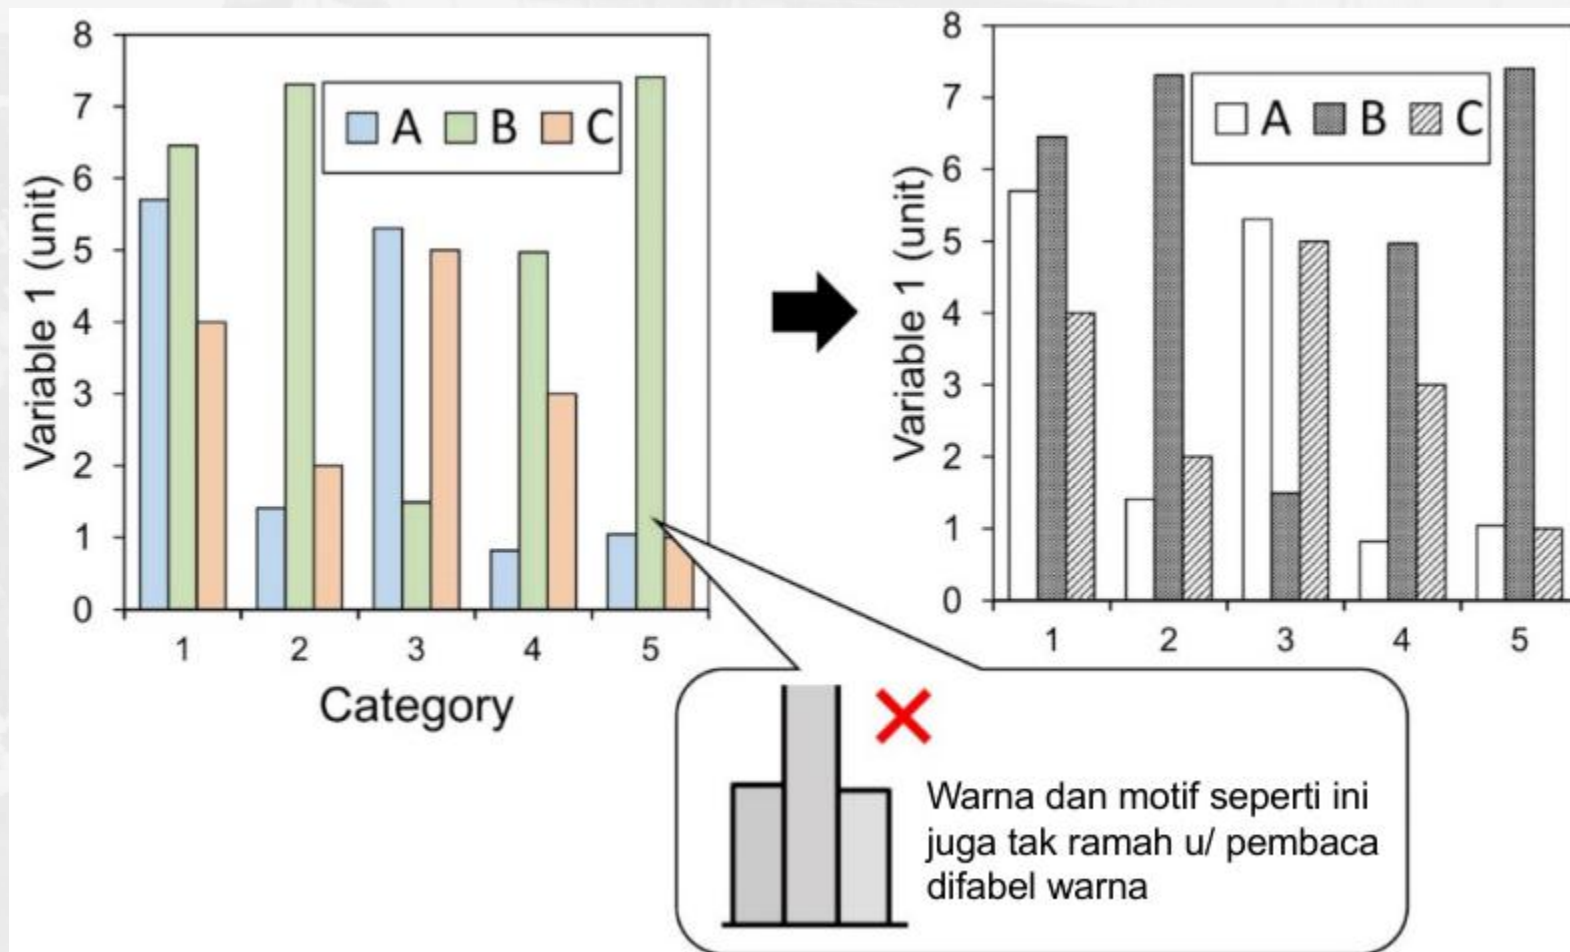 8
7
6
5
4
3
2
1
0
Variable 1 (unit)
A B C
1 2 3 4 5
Category
8
7
6
5
4
3
2
1
0
Variable 1 (unit)
A B C
1 2 3 4 5
Warna dan motif seperti ini
juga tak ramah u/ pembaca
difabel warna